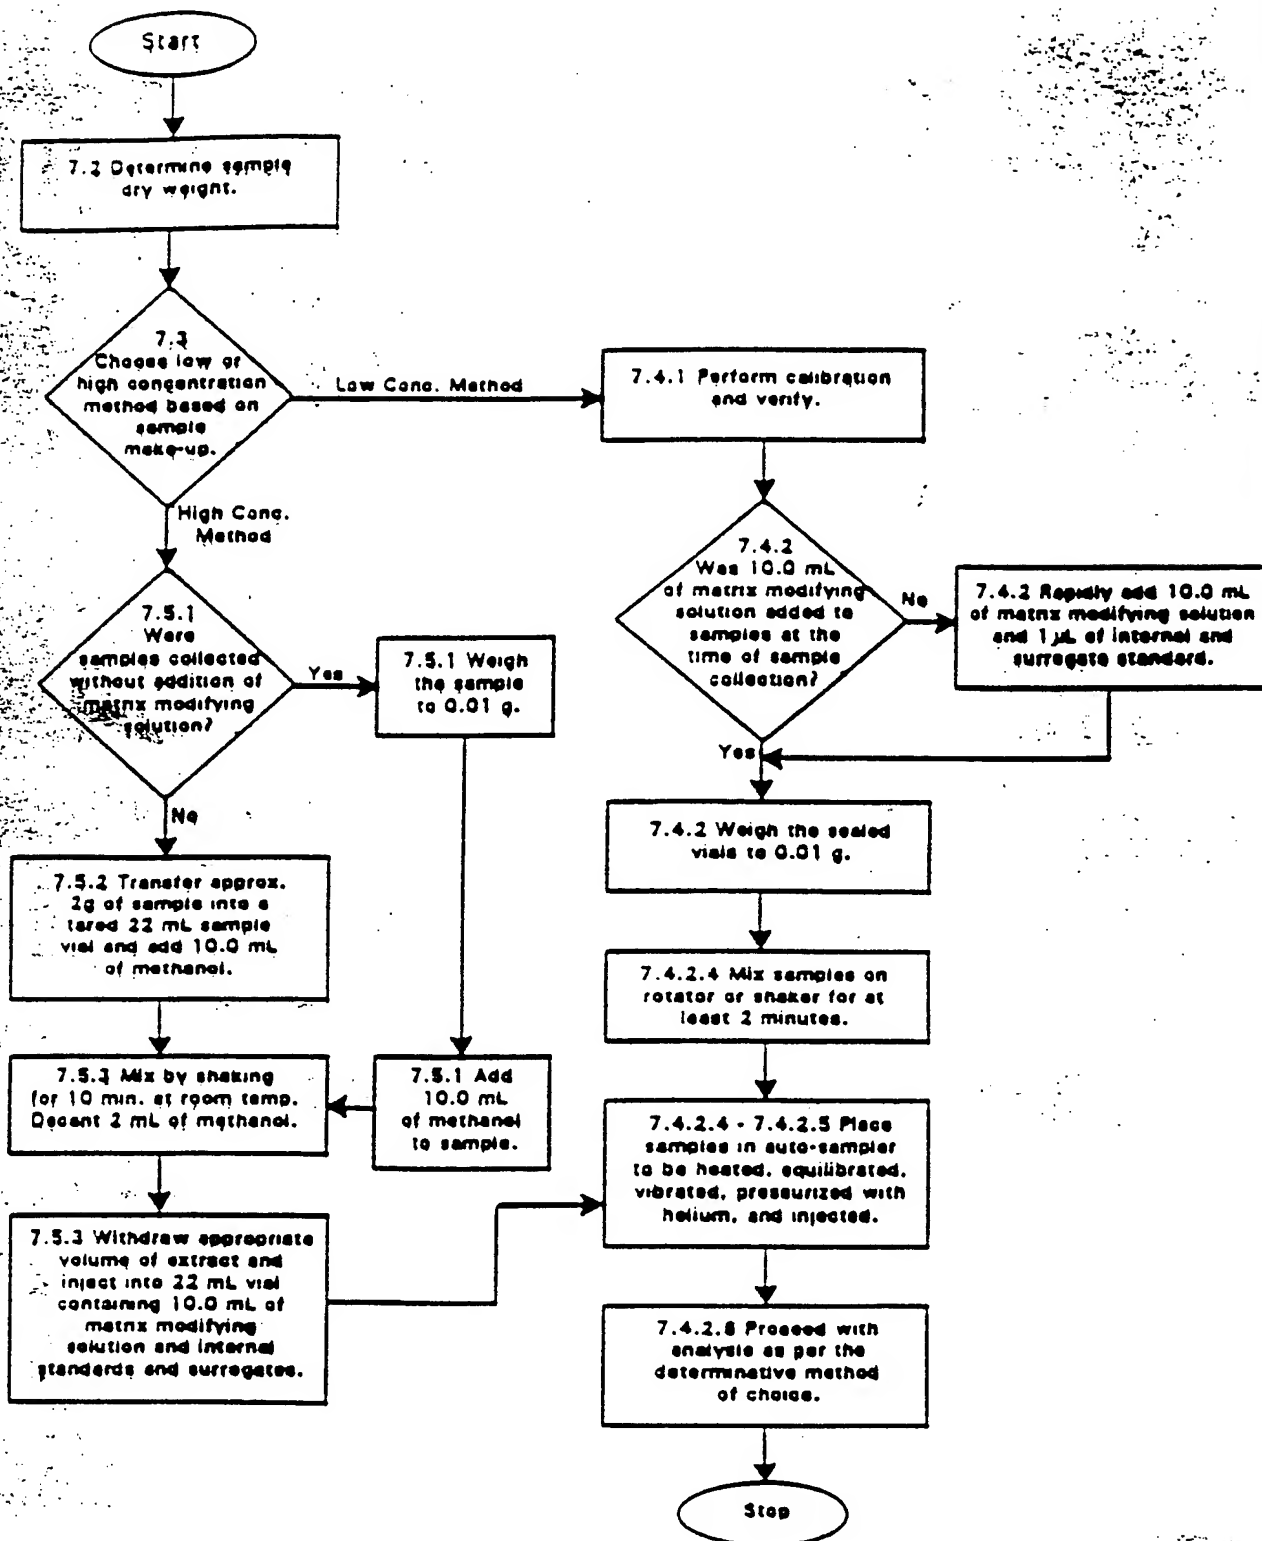 Start
7.2 Determine sample
dry weight.
7.3
Choose low or
high concentration
method based on
sample
make-up.
Low Conc. Method
High Conc.
Method
7.5.1
Were
samples collected
without addition of
matrix modifying
solution?
Yes
7.5.1 Weigh
the sample
to 0.01 g.
No
7.5.2 Transfer approx.
2g of sample into a
tared 22 mL sample
vial and add 10.0 mL
of methanol.
7.5.1 Add
10.0 mL
of methanol
to sample.
7.5.3 Mix by shaking
for 10 min. at room temp.
Decant 2 mL of methanol.
7.5.3 Withdraw appropriate
volume of extract and
inject into 22 mL vial
containing 10.0 mL of
matrix modifying
solution and internal
standards and surregates.
7.4.1 Perform calibration
and verify.
7.4.2
Was 10.0 mL
of matrix modifying
solution added to
samples at the
time of sample
collection?
No
7.4.2 Rapidly add 10.0 mL
of matrix modifying solution
and 1 µL of internal and
surregate standard.
Yes
7.4.2 Weigh the sealed
vials to 0.01 g.
7.4.2.4 Mix samples on
rotator or shaker for at
least 2 minutes.
7.4.2.4 - 7.4.2.5 Place
samples in auto-sampler
to be heated, equilibrated,
vibrated, pressurized with
helium, and injected.
7.4.2.6 Proceed with
analysis as per the
determinative method
of choice.
Stop